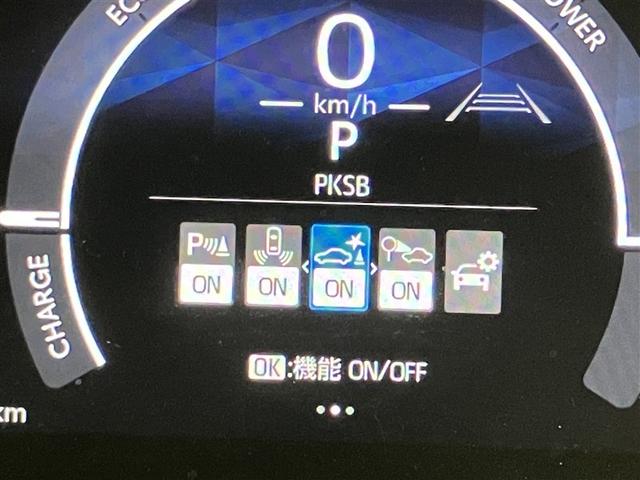 ECO
POWER
0
km/h
P
PKSB
P
ON
ON
ON
ON
CHARGE
OK:機能 ON/OFF
km